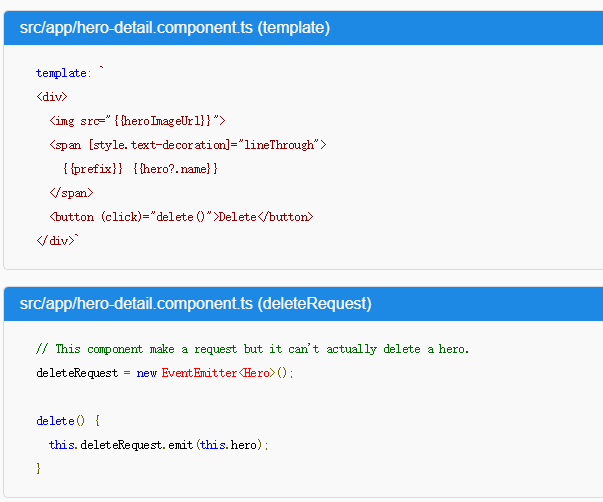 src/app/hero-detail.component.ts (template)
template: `
<div>
  <img src="{{heroImageUrl}}">
  <span [style.text-decoration]="lineThrough">
    {{prefix}} {{hero?.name}}
  </span>
  <button (click)="delete()">Delete</button>
</div>`
src/app/hero-detail.component.ts (deleteRequest)
// This component make a request but it can't actually delete a hero.
deleteRequest = new EventEmitter<Hero>();
delete() {
  this.deleteRequest.emit(this.hero);
}